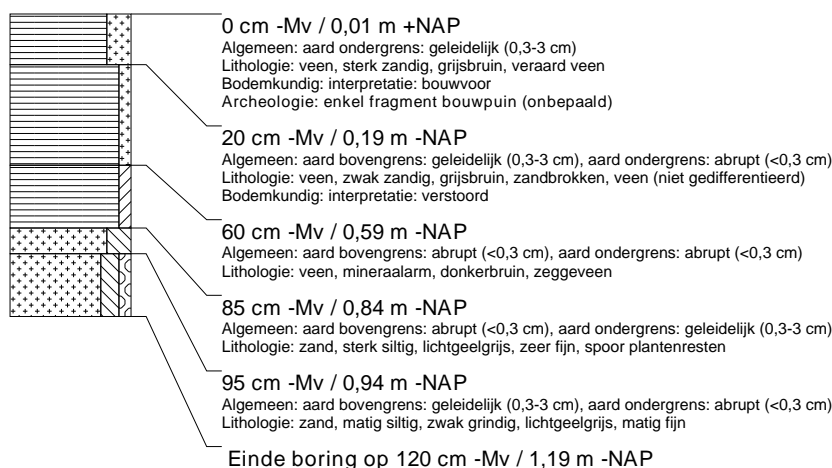 0 cm -Mv / 0,01 m +NAP
Algemeen: aard ondergrens: geleidelijk (0,3-3 cm)
Lithologie: veen, sterk zandig, grijsbruin, veraard veen
Bodemkundig: interpretatie: bouwvoor
Archeologie: enkel fragment bouwpuin (onbepaald)
20 cm -Mv / 0,19 m -NAP
Algemeen: aard bovengrens: geleidelijk (0,3-3 cm), aard ondergrens: abrupt (<0,3 cm)
Lithologie: veen, zwak zandig, grijsbruin, zandbrokken, veen (niet gedifferentieerd)
Bodemkundig: interpretatie: verstoord
60 cm -Mv / 0,59 m -NAP
Algemeen: aard bovengrens: abrupt (<0,3 cm), aard ondergrens: abrupt (<0,3 cm)
Lithologie: veen, mineraalarm, donkerbruin, zeggeveen
85 cm -Mv / 0,84 m -NAP
Algemeen: aard bovengrens: abrupt (<0,3 cm), aard ondergrens: geleidelijk (0,3-3 cm)
Lithologie: zand, sterk siltig, lichtgeelgrijs, zeer fijn, spoor plantenresten
95 cm -Mv / 0,94 m -NAP
Algemeen: aard bovengrens: geleidelijk (0,3-3 cm), aard ondergrens: abrupt (<0,3 cm)
Lithologie: zand, matig siltig, zwak grindig, lichtgeelgrijs, matig fijn
Einde boring op 120 cm -Mv / 1,19 m -NAP